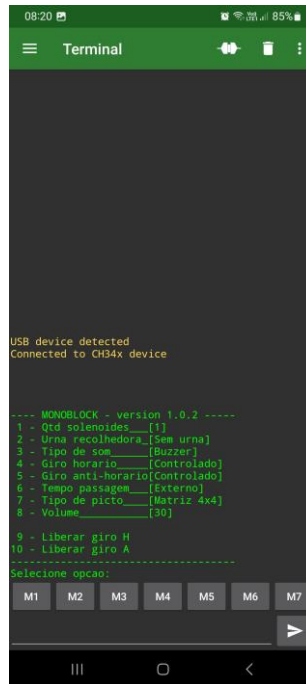 08:20 85%
Terminal
USB device detected
Connected to CH34x device
---- MONOBLOCK - version 1.0.2 -----
1 - Qtd solenoides___[1]
2 - Urna recolhedora_[Sem urna]
3 - Tipo de som______[Buzzer]
4 - Giro horario_____[Controlado]
5 - Giro anti-horario[Controlado]
6 - Tempo passagem___[Externo]
7 - Tipo de picto____[Matriz 4x4]
8 - Volume___________[30]
9 - Liberar giro H
10 - Liberar giro A
------------------------------------
Selecione opcao:
M1 M2 M3 M4 M5 M6 M7